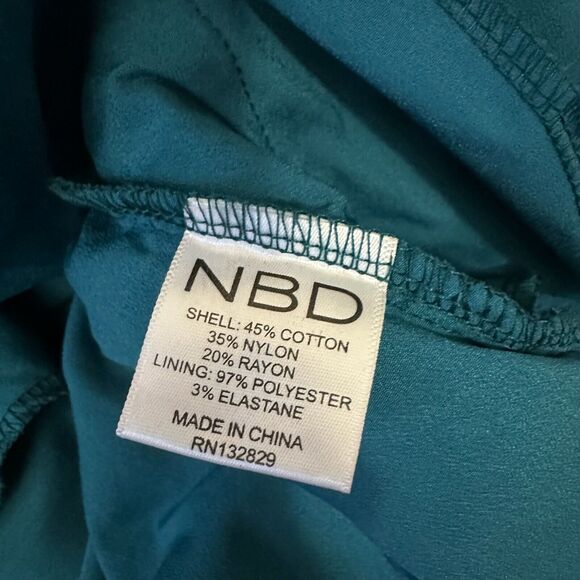 NBD
SHELL: 45% COTTON
35% NYLON
20% RAYON
LINING: 97% POLYESTER
3% ELASTANE
MADE IN CHINA
RN132829